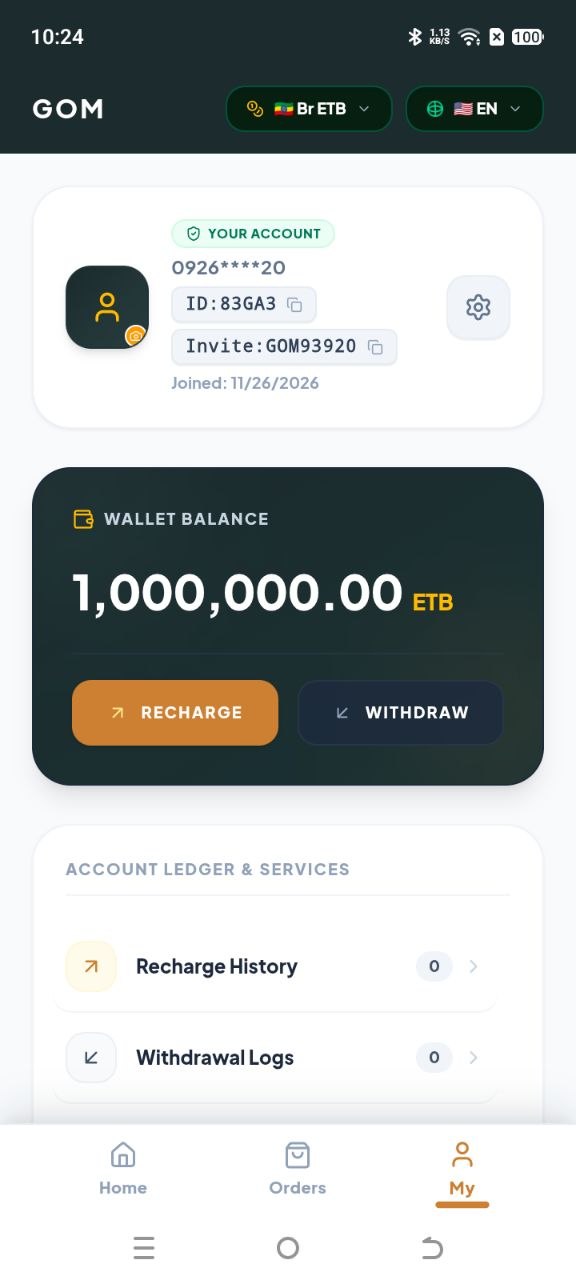 10:24
1.13
KB/S
100
GOM
Br ETB
EN
YOUR ACCOUNT
0926****20
ID:83GA3
Invite:GOM93920
Joined: 11/26/2026
WALLET BALANCE
1,000,000.00 ETB
RECHARGE
WITHDRAW
ACCOUNT LEDGER & SERVICES
Recharge History
0
Withdrawal Logs
0
Home
Orders
My